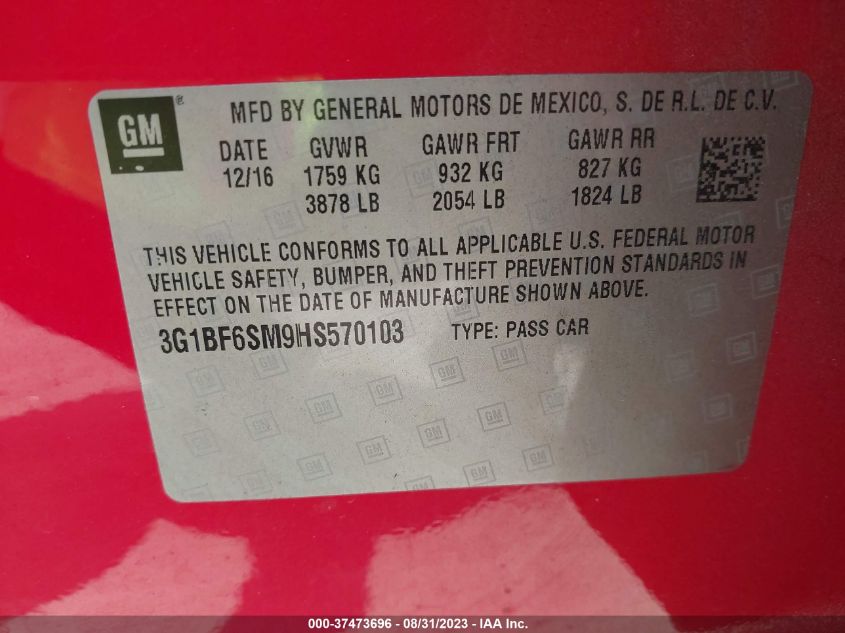 GM ®
MFD BY GENERAL MOTORS DE MEXICO, S. DE R.L. DE C.V.
DATE GVWR GAWR FRT GAWR RR
12/16 1759 KG 932 KG 827 KG
3878 LB 2054 LB 1824 LB
THIS VEHICLE CONFORMS TO ALL APPLICABLE U.S. FEDERAL MOTOR
VEHICLE SAFETY, BUMPER, AND THEFT PREVENTION STANDARDS IN
EFFECT ON THE DATE OF MANUFACTURE SHOWN ABOVE.
3G1BF6SM9HS570103 TYPE: PASS CAR
000-37473696 - 08/31/2023 - IAA Inc.